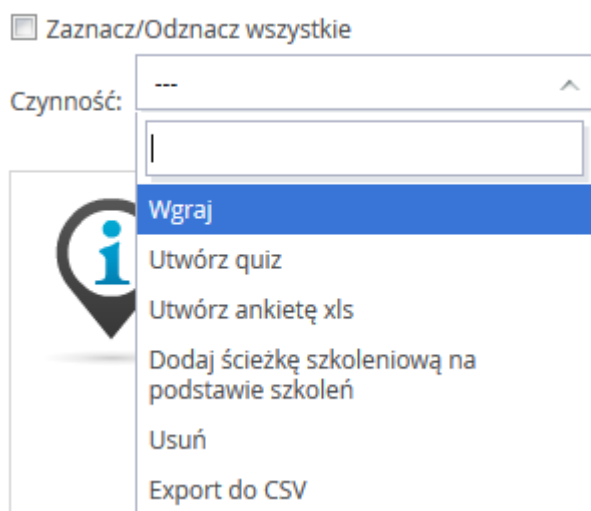 Zaznacz/Odznacz wszystkie
Czynność:
---
Wgraj
Utwórz quiz
Utwórz ankietę xls
Dodaj ścieżkę szkoleniową na
podstawie szkoleń
Usuń
Export do CSV